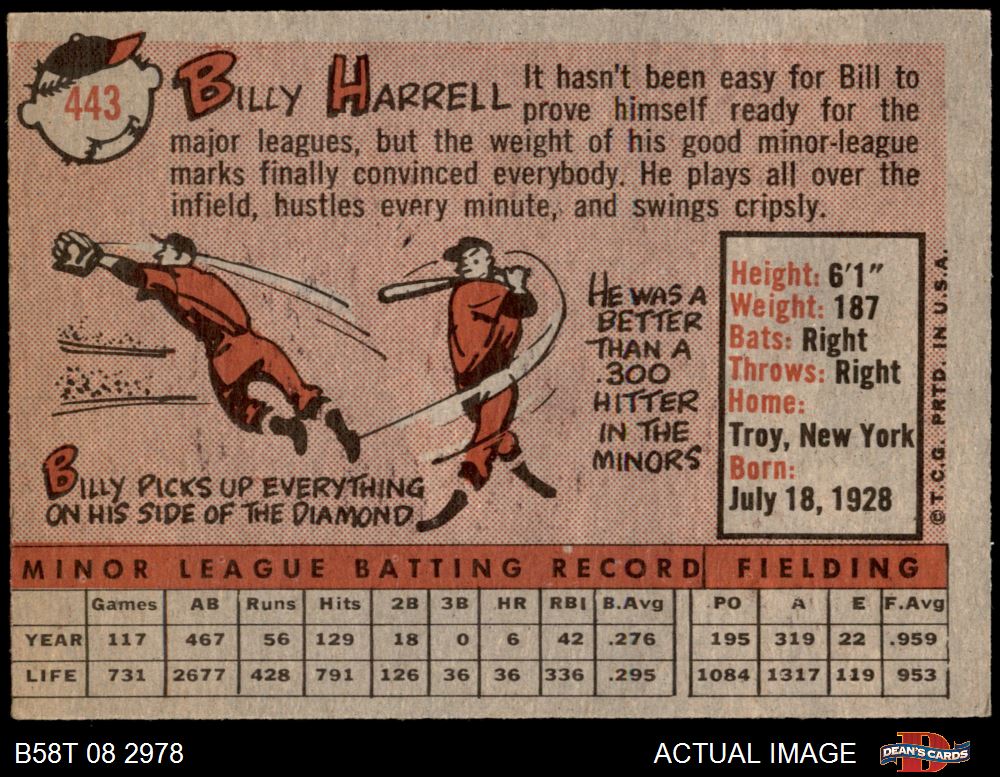 443
BILLY HARRELL It hasn't been easy for Bill to
prove himself ready for the
major leagues, but the weight of his good minor-league
marks finally convinced everybody. He plays all over the
infield, hustles every minute, and swings cripsly.
HE WAS A
BETTER
THAN A
.300
HITTER
IN THE
MINORS
BILLY PICKS UP EVERYTHING
ON HIS SIDE OF THE DIAMOND
Height: 6'1"
Weight: 187
Bats: Right
Throws: Right
Home:
Troy, New York
Born:
July 18, 1928
© T.C.G. PRTD. IN U.S.A.
MINOR LEAGUE BATTING RECORD FIELDING
Games AB Runs Hits 2B 3B HR RBI B.Avg PO A E F.Avg
YEAR 117 467 56 129 18 0 6 42 .276 195 319 22 .959
LIFE 731 2677 428 791 126 36 36 336 .295 1084 1317 119 953
B58T 08 2978 ACTUAL IMAGE DEAN'S CARDS